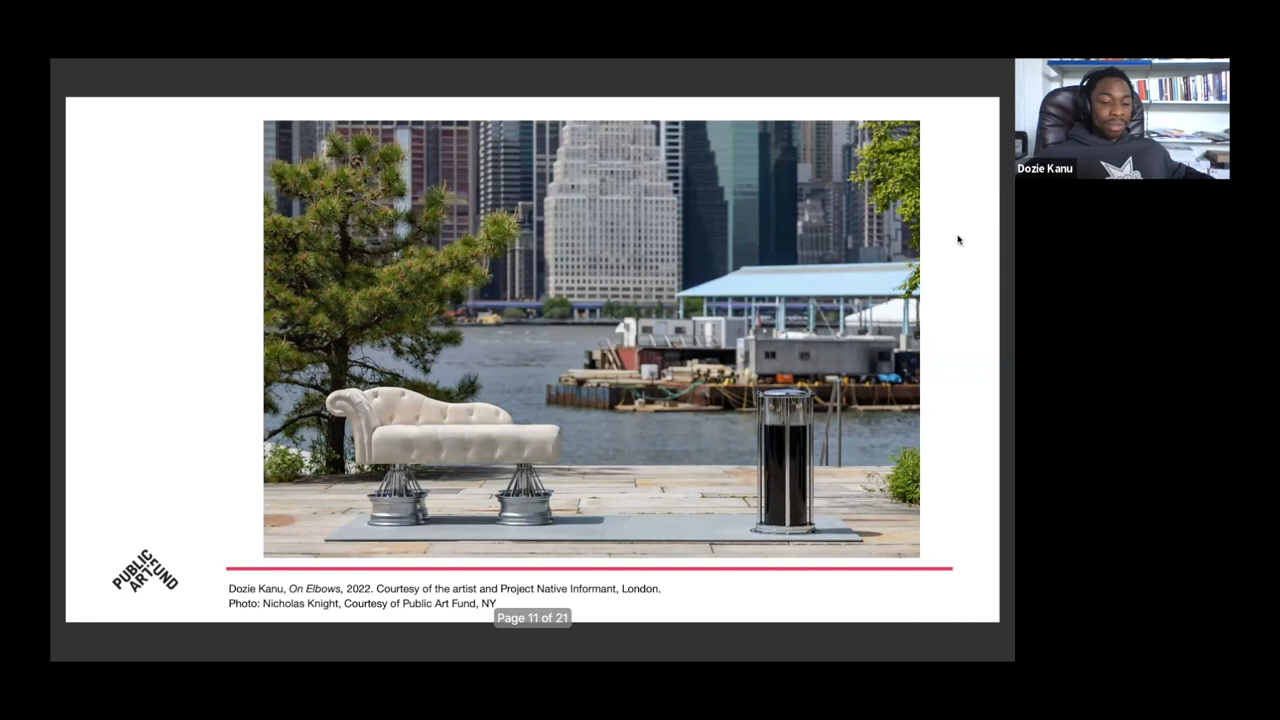 Dozie Kanu
PUBLIC
ART FUND
Dozie Kanu, On Elbows, 2022. Courtesy of the artist and Project Native Informant, London.
Photo: Nicholas Knight, Courtesy of Public Art Fund, NY
Page 11 of 21